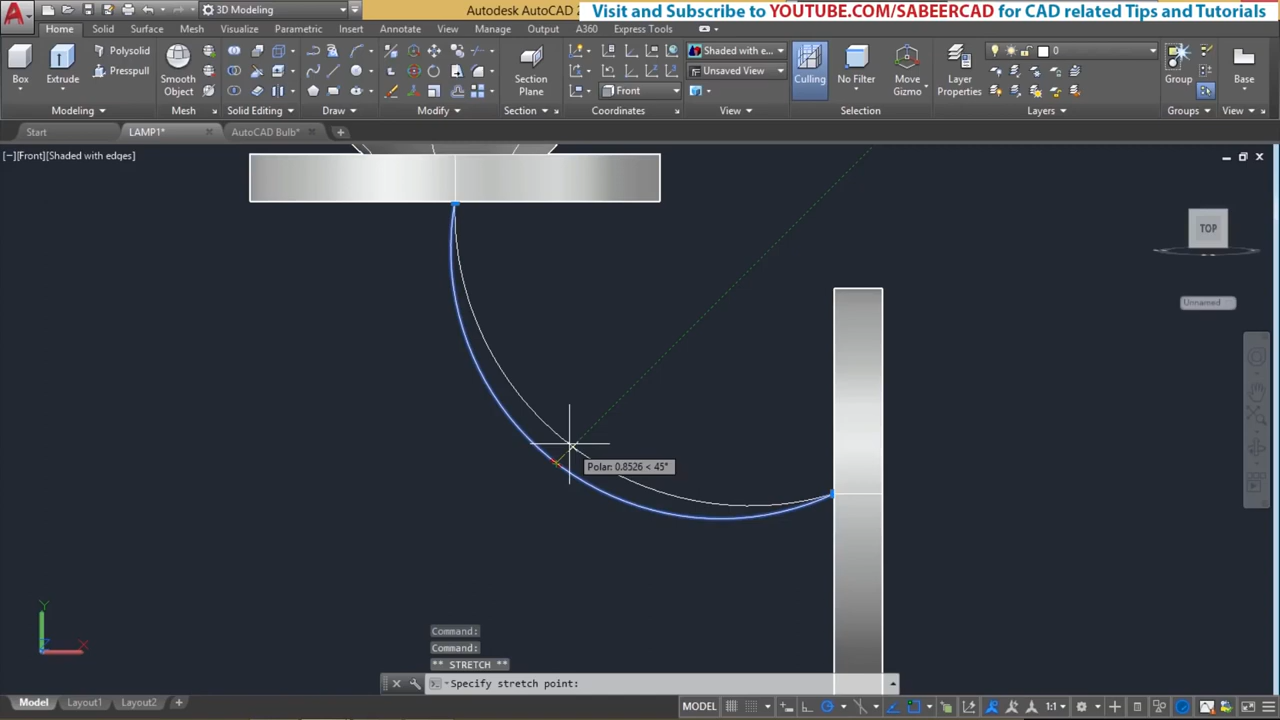 3D Modeling
Autodesk AutoCAD 2
Visit and Subscribe to YOUTUBE.COM/SABEERCAD for CAD related Tips and Tutorials
Home Solid Surface Mesh Visualize Parametric Insert Annotate View Manage Output A360 Express Tools
Box
Extrude
Polysolid
Presspull
Smooth Object
Section Plane
Shaded with e...
Unsaved View
Front
Culling
No Filter
Move Gizmo
Layer Properties
0
Group
Base
Modeling Mesh Solid Editing Draw Modify Section Coordinates View Selection Layers Groups View
Start LAMP1* AutoCAD Bulb*
[−][Front][Shaded with edges]
TOP
Unnamed
Polar: 0.8526 < 45°
Command:
Command:
** STRETCH **
Specify stretch point:
Y
X
Model Layout1 Layout2 +
MODEL
1:1